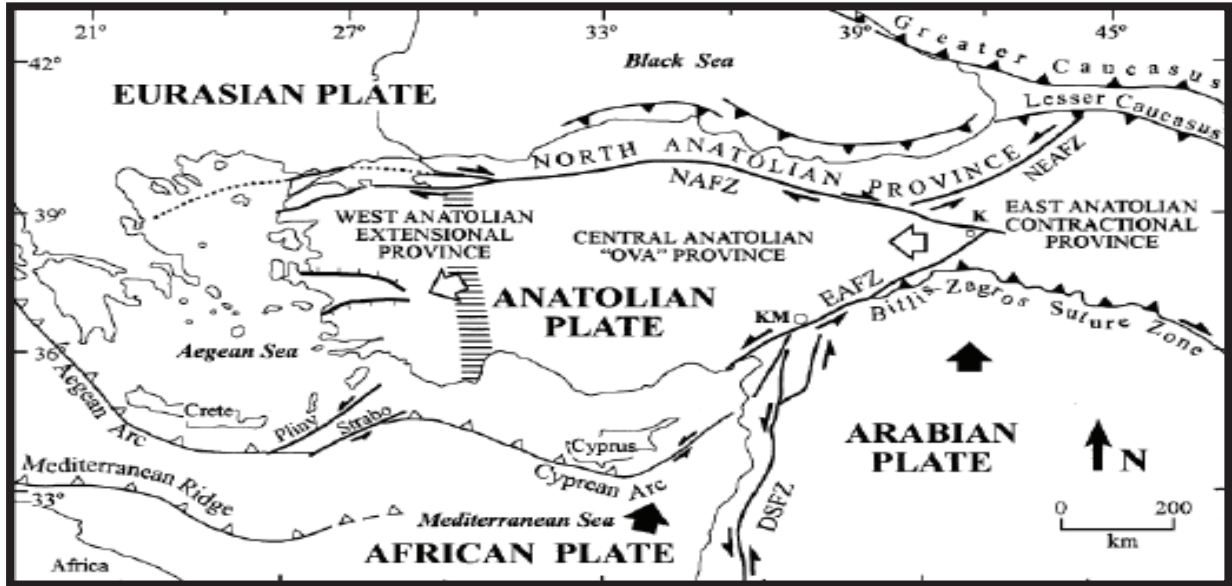 21°
27°
33°
39°
45°
42°
39°
36°
33°
Black Sea
Greater Caucasus
Lesser Caucasus
EURASIAN PLATE
NORTH ANATOLIAN PROVINCE
NAFZ
NEAFZ
WEST ANATOLIAN
EXTENSIONAL
PROVINCE
CENTRAL ANATOLIAN
"OVA" PROVINCE
K
EAST ANATOLIAN
CONTRACTIONAL
PROVINCE
ANATOLIAN
PLATE
EAFZ
KM
Bitlis-Zagros Suture Zone
Aegean Sea
Aegean Arc
Crete
Pliny
Strabo
Cyprus
Cyprean Arc
ARABIAN
PLATE
N
Mediterranean Ridge
Mediterranean Sea
DSFZ
AFRICAN PLATE
Africa
0 200
km